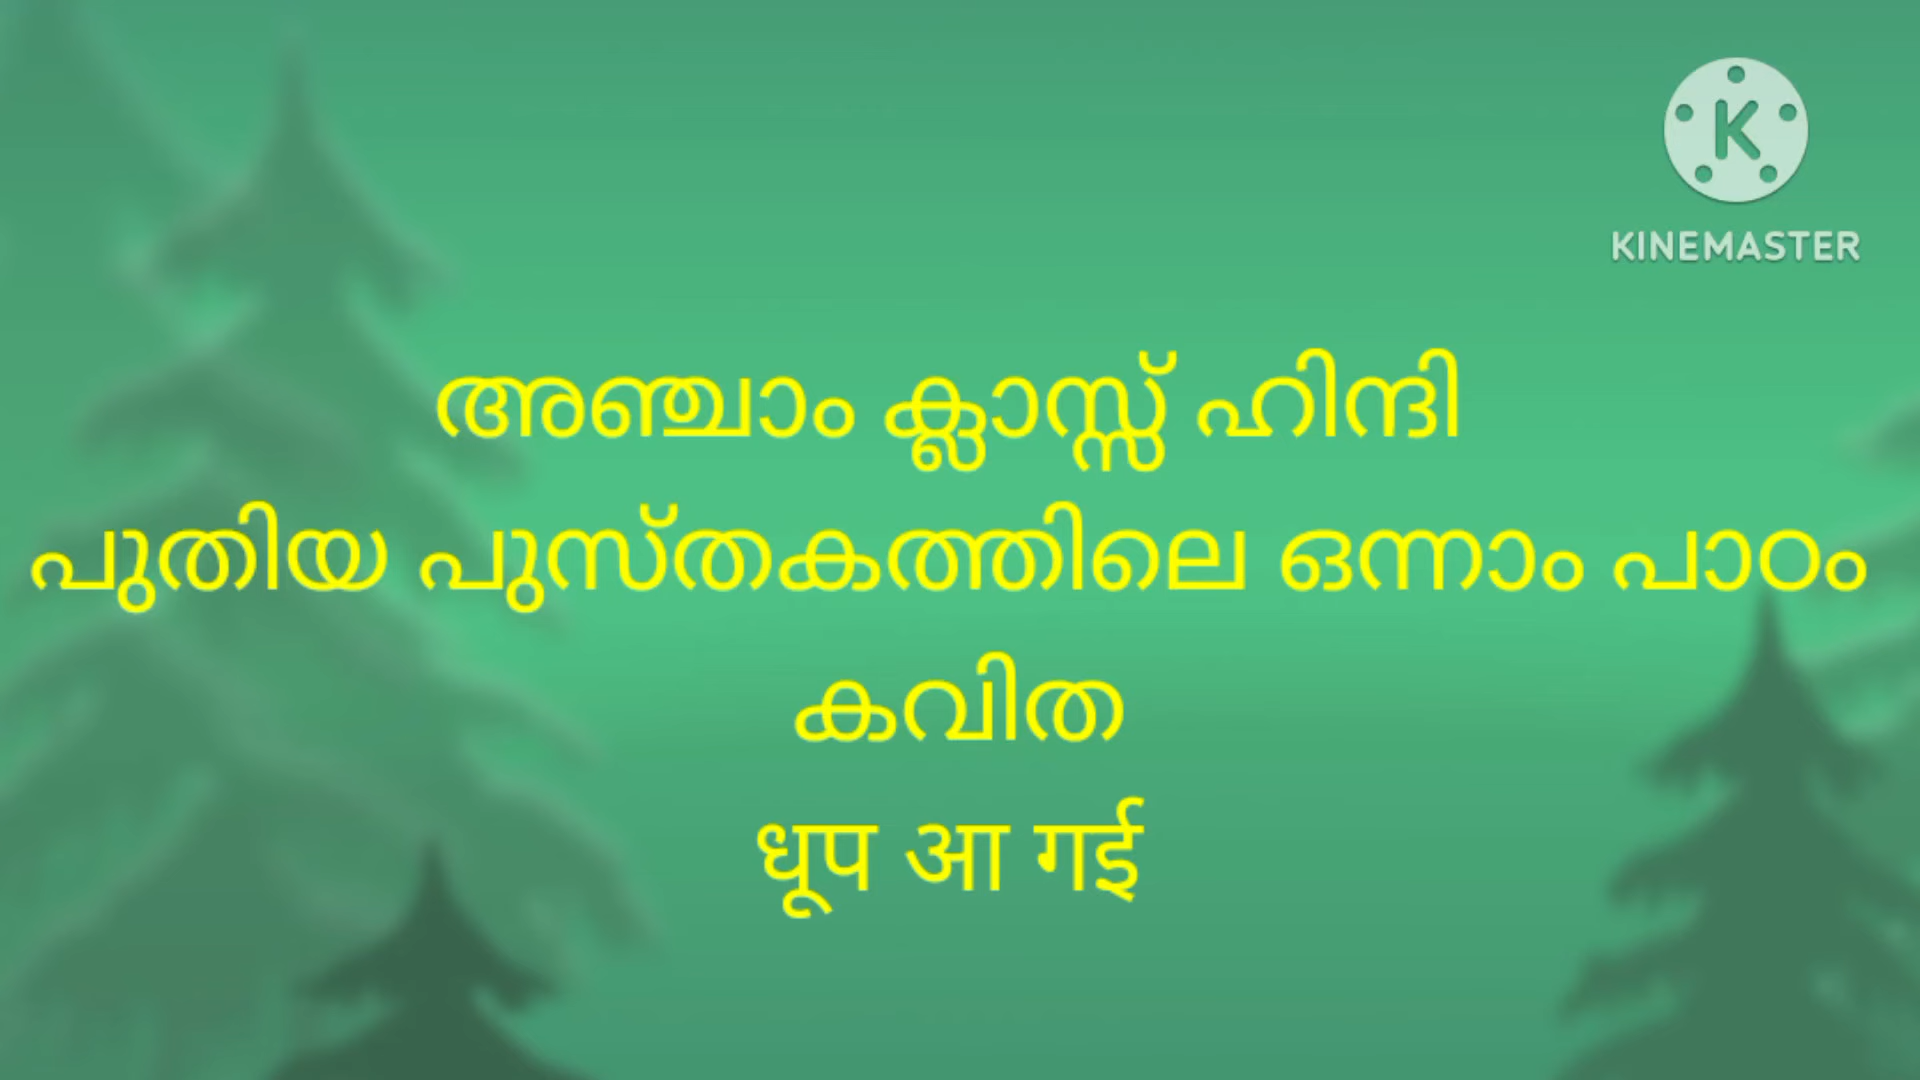 KINEMASTER
അഞ്ചാം ക്ലാസ്സ് ഹിന്ദി
പുതിയ പുസ്തകത്തിലെ ഒന്നാം പാഠം
കവിത
धूप आ गई